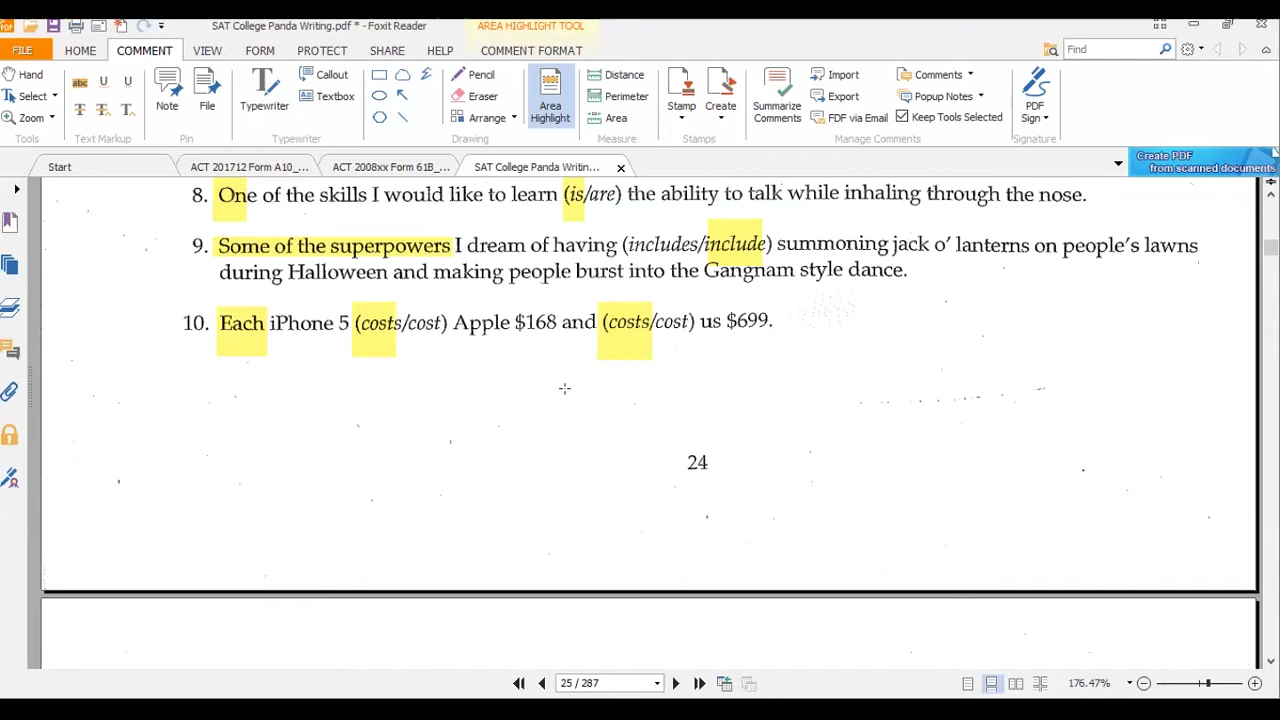 SAT College Panda Writing.pdf * - Foxit Reader
AREA HIGHLIGHT TOOL
FILE HOME COMMENT VIEW FORM PROTECT SHARE HELP COMMENT FORMAT
Find
Hand
Select
Zoom
Tools
abc U U
T T T
Text Markup
Note File
Pin
Typewriter
Callout
Textbox
Typewriter
Pencil
Eraser
Arrange
Drawing
Area Highlight
Distance
Perimeter
Area
Measure
Stamp Create
Stamps
Summarize Comments
Import
Export
FDF via Email
Comments
Popup Notes
Keep Tools Selected
Manage Comments
PDF Sign
Signature
Start
ACT 201712 Form A10_...
ACT 2008xx Form 61B_...
SAT College Panda Writin...
Create PDF
from scanned documents
8. One of the skills I would like to learn (is/are) the ability to talk while inhaling through the nose.
9. Some of the superpowers I dream of having (includes/include) summoning jack o' lanterns on people's lawns
during Halloween and making people burst into the Gangnam style dance.
10. Each iPhone 5 (costs/cost) Apple $168 and (costs/cost) us $699.
24
25 / 287
176.47%